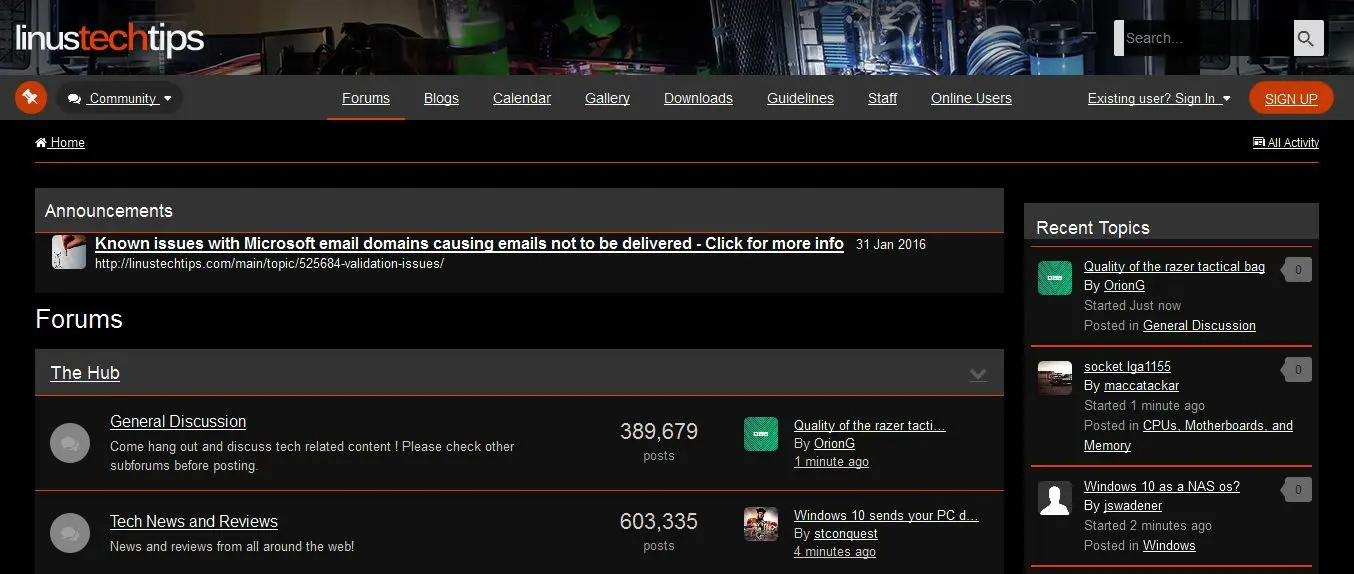 linustechtips
Search...
Community
Forums
Blogs
Calendar
Gallery
Downloads
Guidelines
Staff
Online Users
Existing user? Sign In
SIGN UP
Home
All Activity
Announcements
Known issues with Microsoft email domains causing emails not to be delivered - Click for more info
31 Jan 2016
http://linustechtips.com/main/topic/525684-validation-issues/
Forums
The Hub
General Discussion
Come hang out and discuss tech related content ! Please check other
subforums before posting.
389,679
posts
Quality of the razer tacti...
By OrionG
1 minute ago
Tech News and Reviews
News and reviews from all around the web!
603,335
posts
Windows 10 sends your PC d...
By stconquest
4 minutes ago
Recent Topics
Quality of the razer tactical bag
0
By OrionG
Started Just now
Posted in General Discussion
socket lga1155
0
By maccatackar
Started 1 minute ago
Posted in CPUs, Motherboards, and
Memory
Windows 10 as a NAS os?
0
By jswadener
Started 2 minutes ago
Posted in Windows